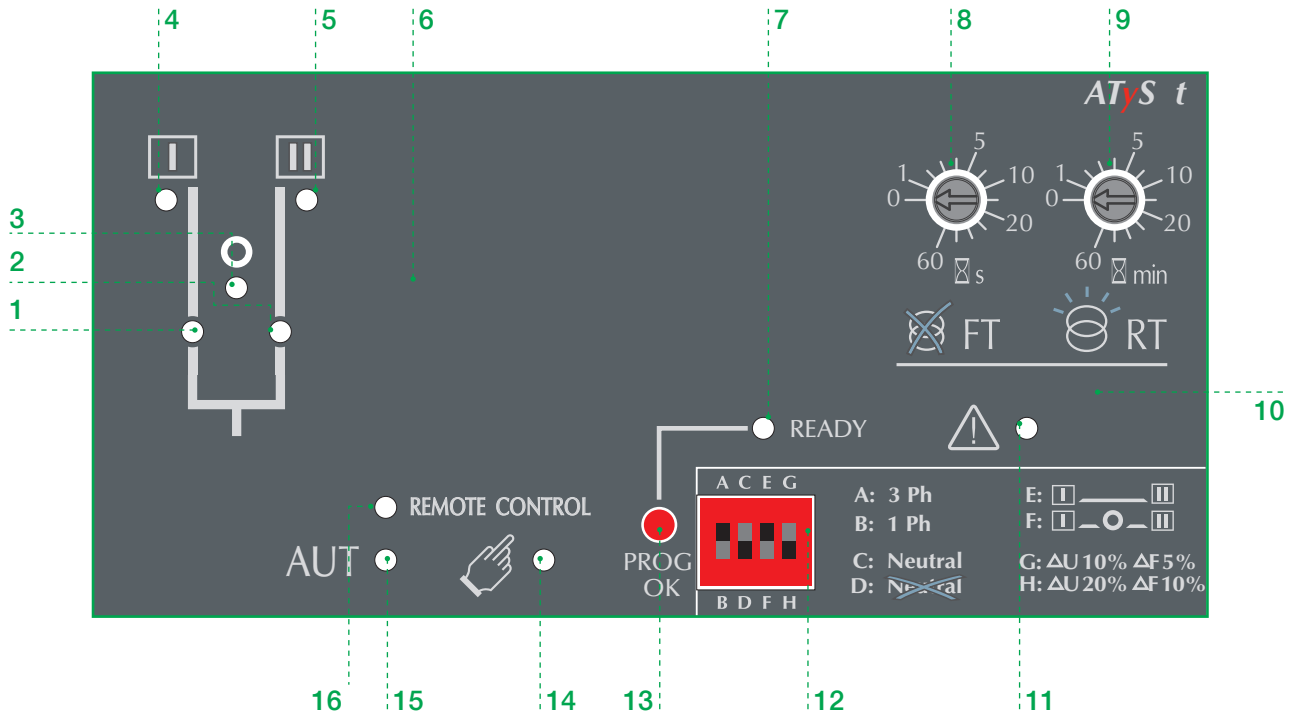 4 5 6 7 8 9
ATyS t
I II
5 5
1 10 1 10
0 0
20 20
60 60
s min
3
2
1
FT RT
10
READY
A C E G
A: 3 Ph E: I II
B: 1 Ph F: I O II
REMOTE CONTROL
AUT
PROG
OK
C: Neutral G: ΔU 10% ΔF 5%
D: Neutral H: ΔU 20% ΔF 10%
B D F H
16 15 14 13 12 11